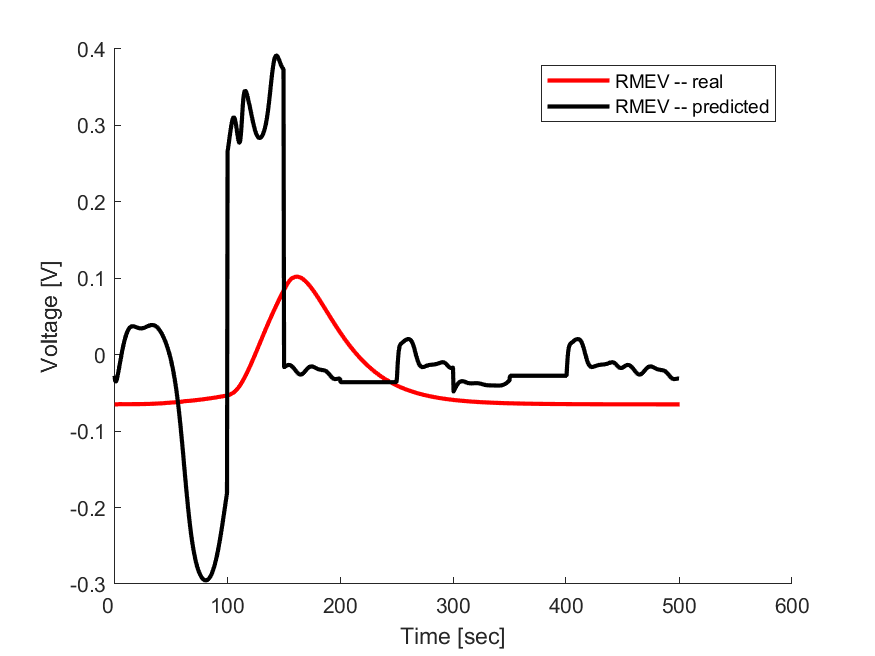 0.4
0.3
0.2
0.1
0
-0.1
-0.2
-0.3
0 100 200 300 400 500 600
Time [sec]
Voltage [V]
RMEV -- real
RMEV -- predicted